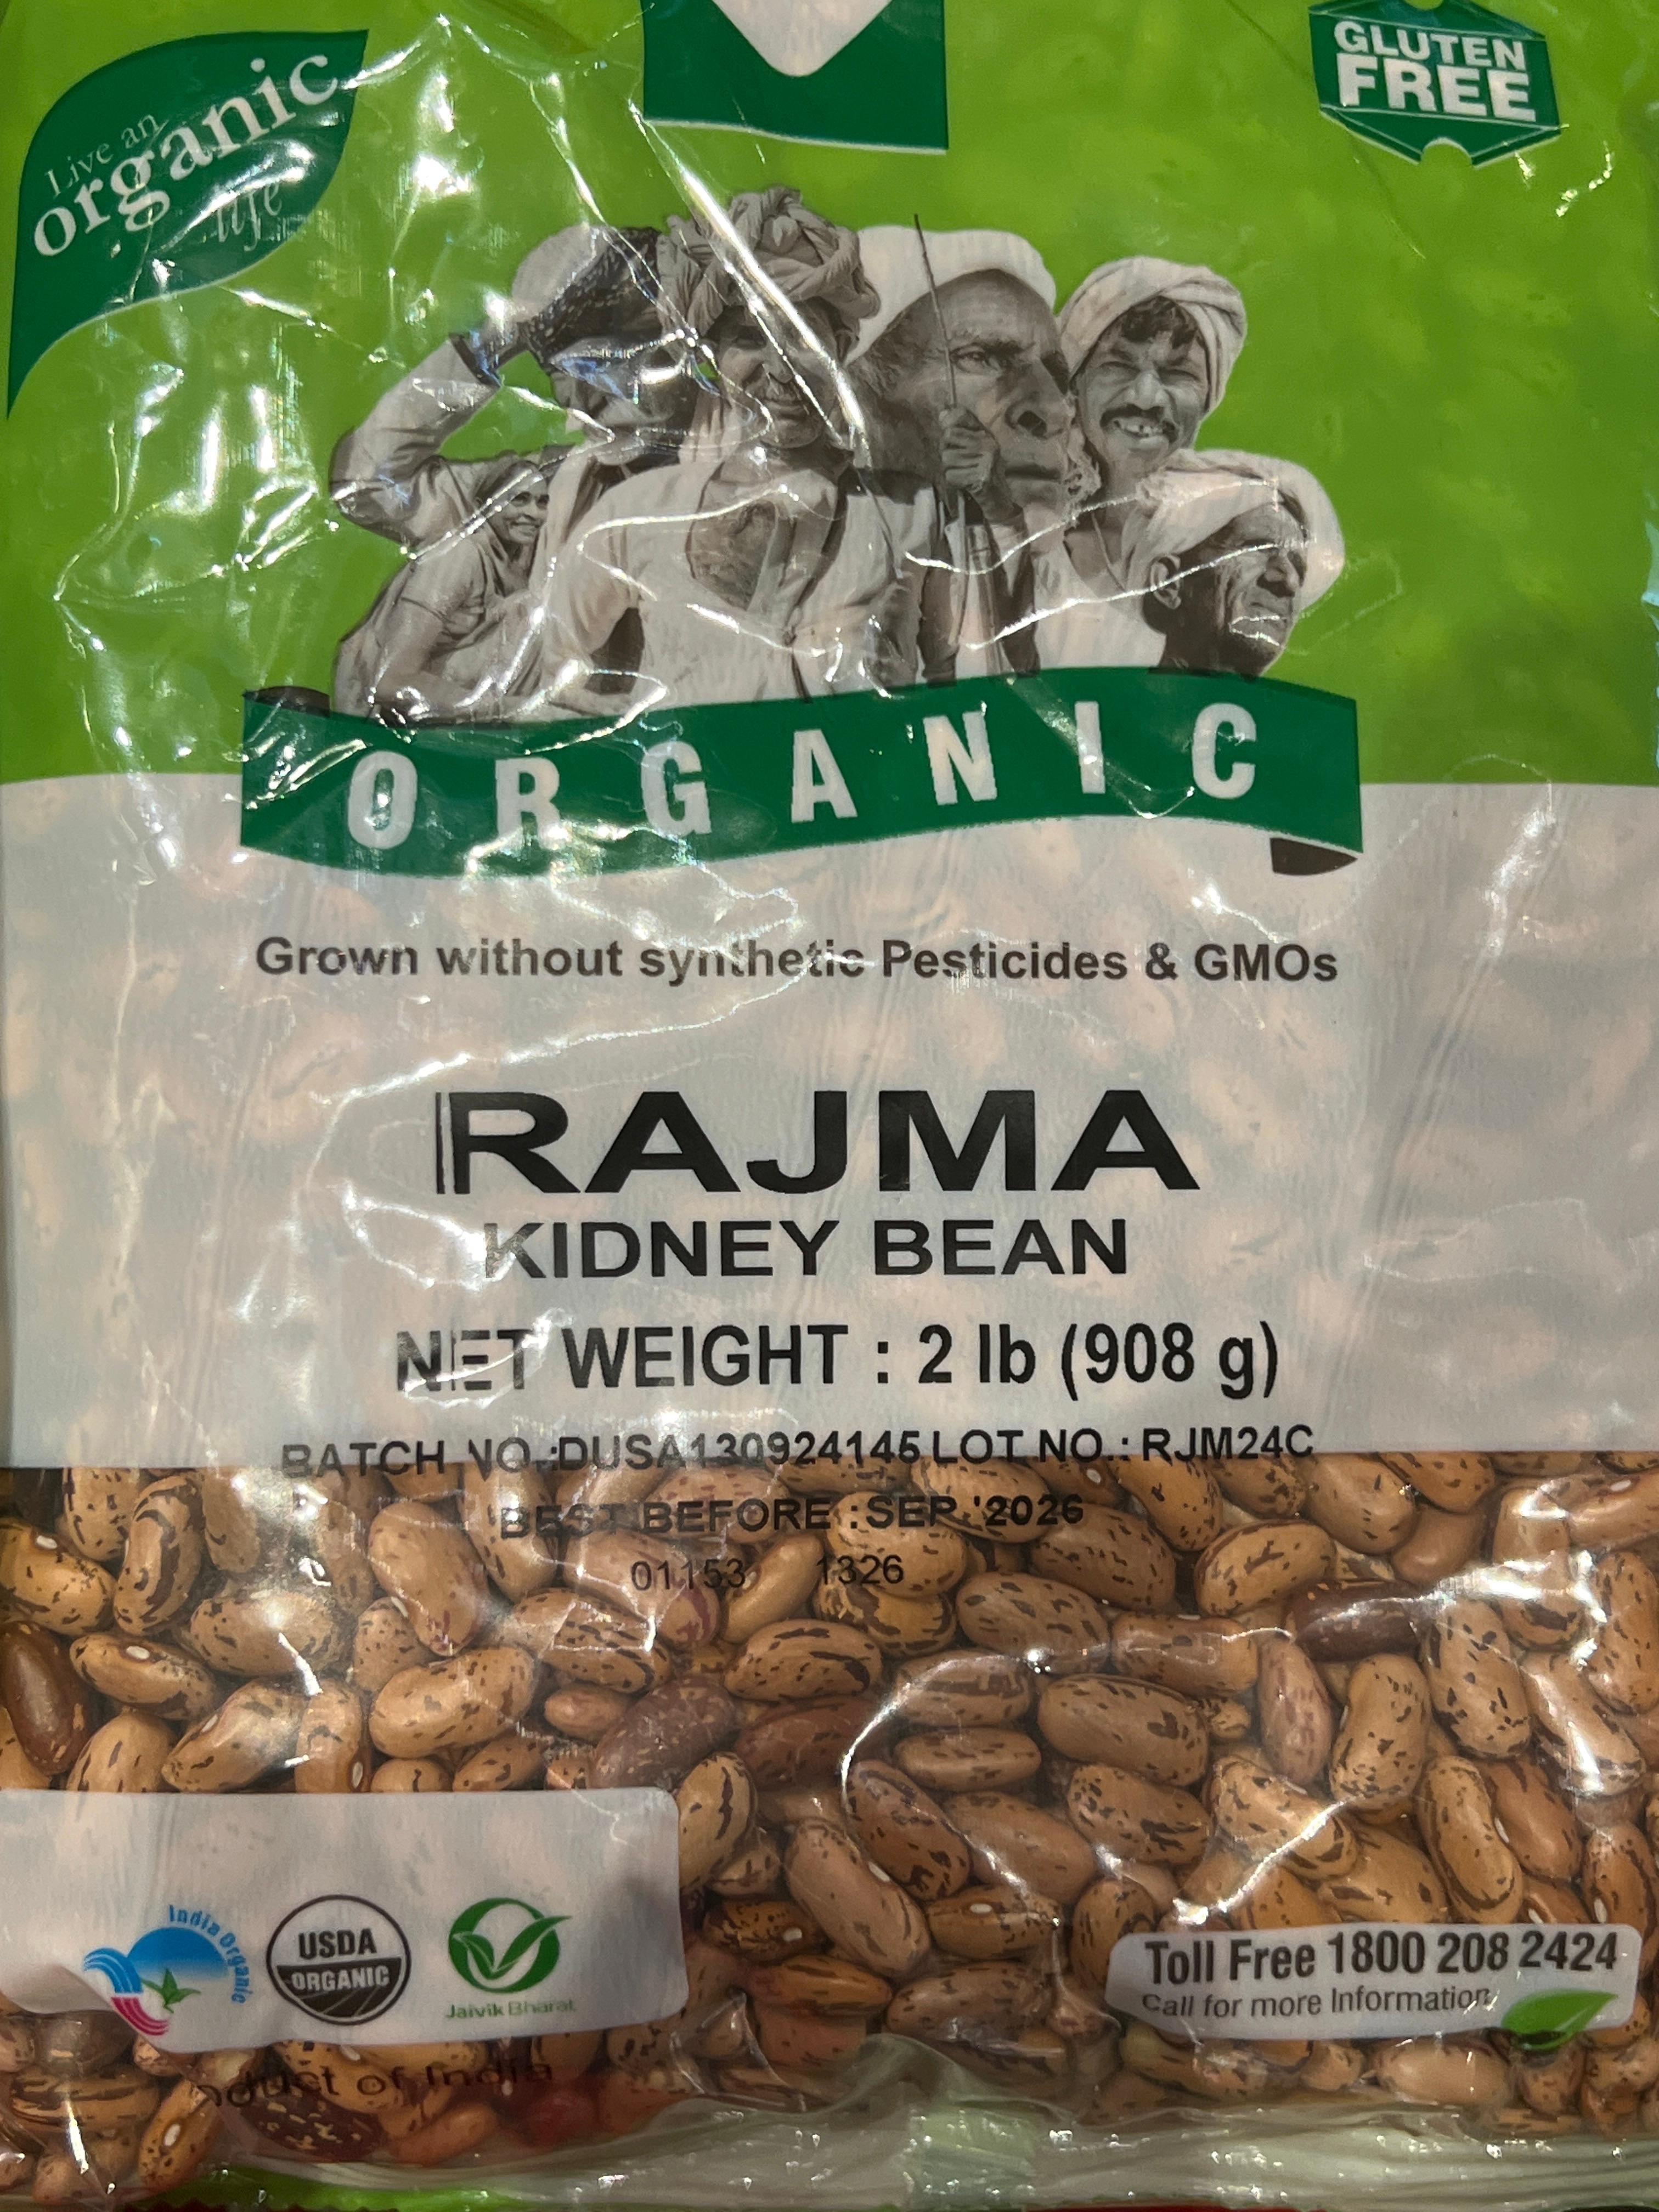 Live an
organic
life
GLUTEN
FREE
ORGANIC
Grown without synthetic Pesticides & GMOs
RAJMA
KIDNEY BEAN
NET WEIGHT : 2 lb (908 g)
BATCH NO.:DUSA130924145 LOT NO.: RJM24C
BEST BEFORE :SEP.'2026
01153 1326
India Organic
USDA
ORGANIC
Jaivik Bharat
Toll Free 1800 208 2424
Call for more Information
of India